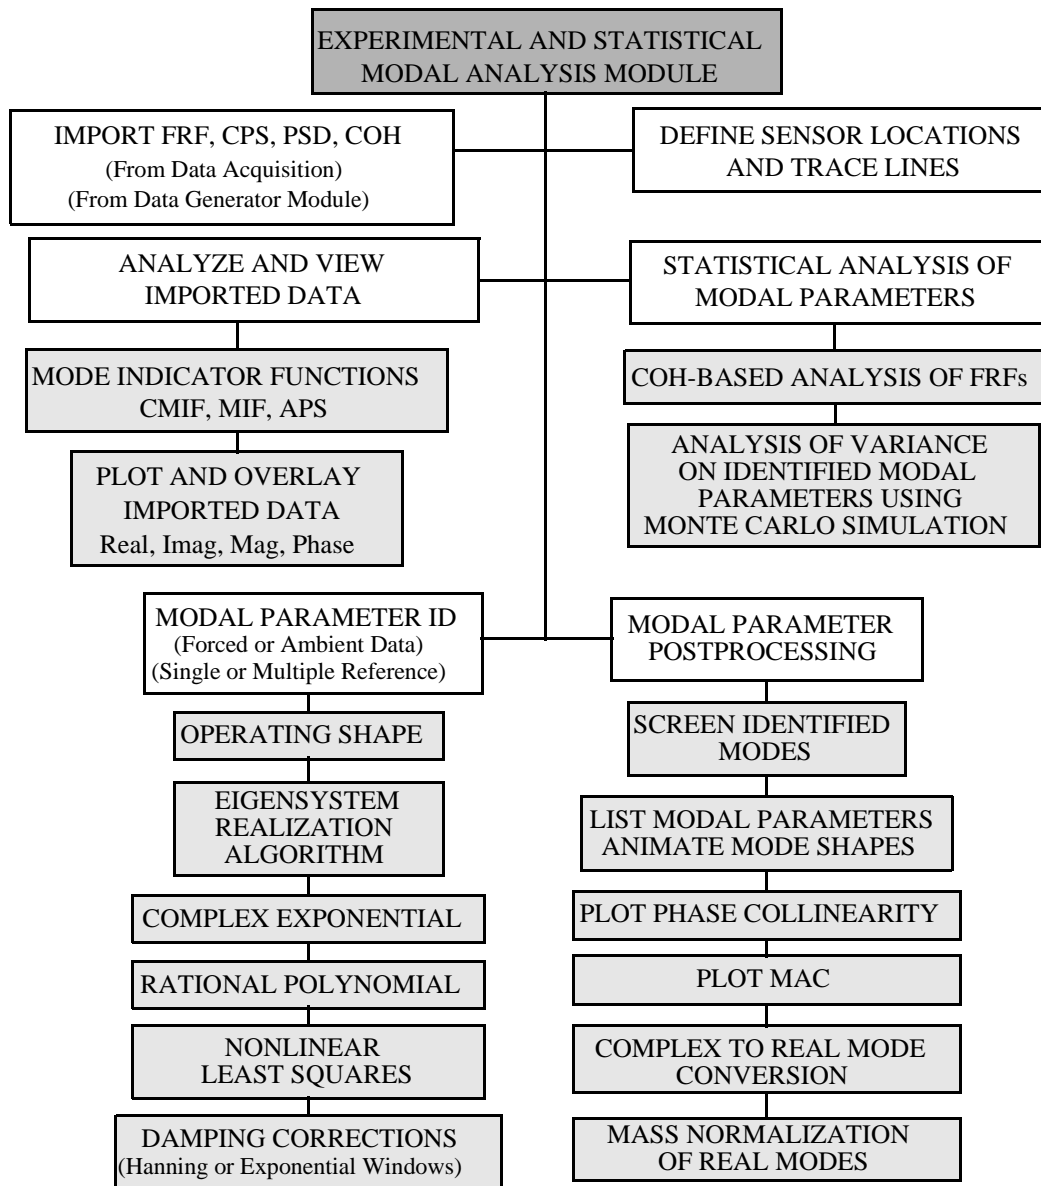 EXPERIMENTAL AND STATISTICAL
MODAL ANALYSIS MODULE
IMPORT FRF, CPS, PSD, COH
(From Data Acquisition)
(From Data Generator Module)
DEFINE SENSOR LOCATIONS
AND TRACE LINES
ANALYZE AND VIEW
IMPORTED DATA
STATISTICAL ANALYSIS OF
MODAL PARAMETERS
MODE INDICATOR FUNCTIONS
CMIF, MIF, APS
COH-BASED ANALYSIS OF FRFs
PLOT AND OVERLAY
IMPORTED DATA
Real, Imag, Mag, Phase
ANALYSIS OF VARIANCE
ON IDENTIFIED MODAL
PARAMETERS USING
MONTE CARLO SIMULATION
MODAL PARAMETER ID
(Forced or Ambient Data)
(Single or Multiple Reference)
OPERATING SHAPE
EIGENSYSTEM
REALIZATION
ALGORITHM
COMPLEX EXPONENTIAL
RATIONAL POLYNOMIAL
NONLINEAR
LEAST SQUARES
DAMPING CORRECTIONS
(Hanning or Exponential Windows)
MODAL PARAMETER
POSTPROCESSING
SCREEN IDENTIFIED
MODES
LIST MODAL PARAMETERS
ANIMATE MODE SHAPES
PLOT PHASE COLLINEARITY
PLOT MAC
COMPLEX TO REAL MODE
CONVERSION
MASS NORMALIZATION
OF REAL MODES